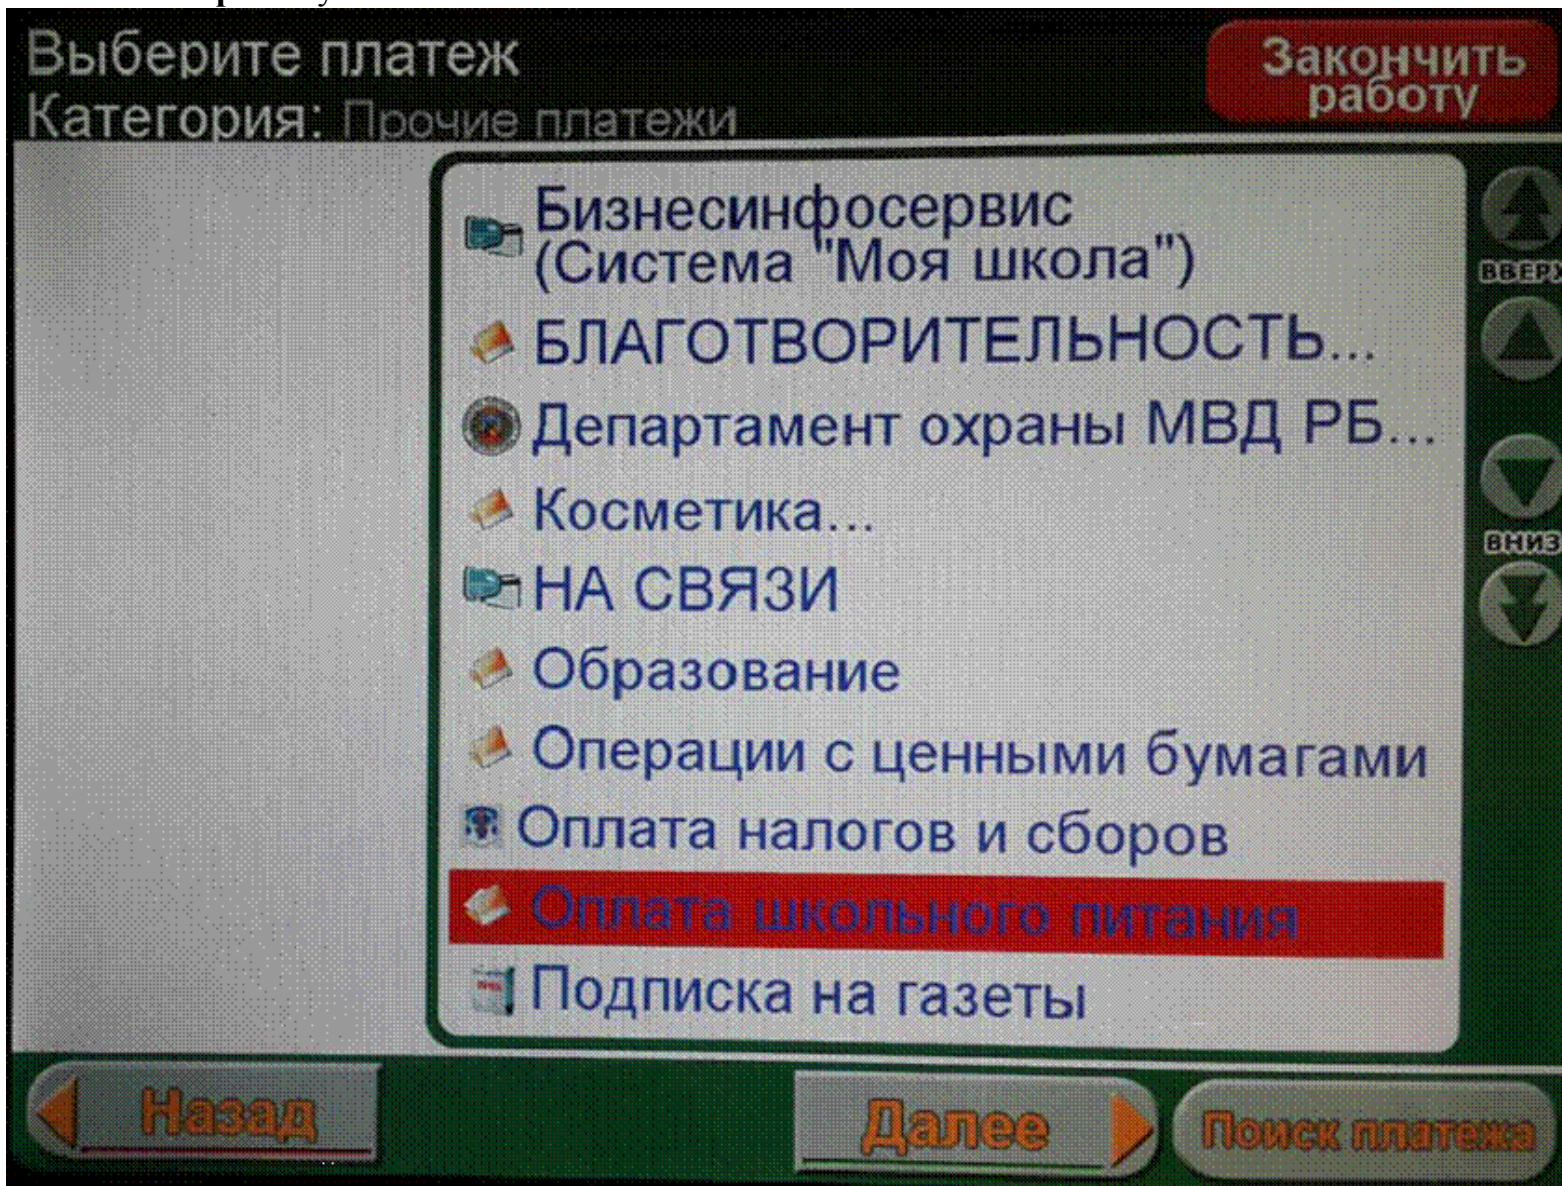 Выберите платеж
Закончить
работу
Категория: Прочие платежи
Бизнесинфосервис
(Система "Моя школа")
БЛАГОТВОРИТЕЛЬНОСТЬ...
Департамент охраны МВД РБ...
Косметика...
НА СВЯЗИ
Образование
Операции с ценными бумагами
Оплата налогов и сборов
Оплата школьного питания
Подписка на газеты
ВВЕРХ
ВНИЗ
Назад
Далее
Поиск платежа